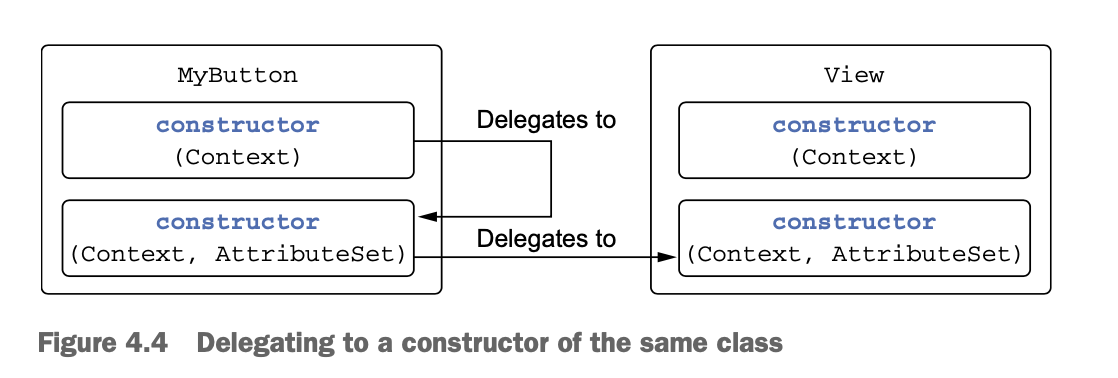 MyButton
constructor
(Context)
constructor
(Context, AttributeSet)
Delegates to
Delegates to
View
constructor
(Context)
constructor
(Context, AttributeSet)
Figure 4.4 Delegating to a constructor of the same class